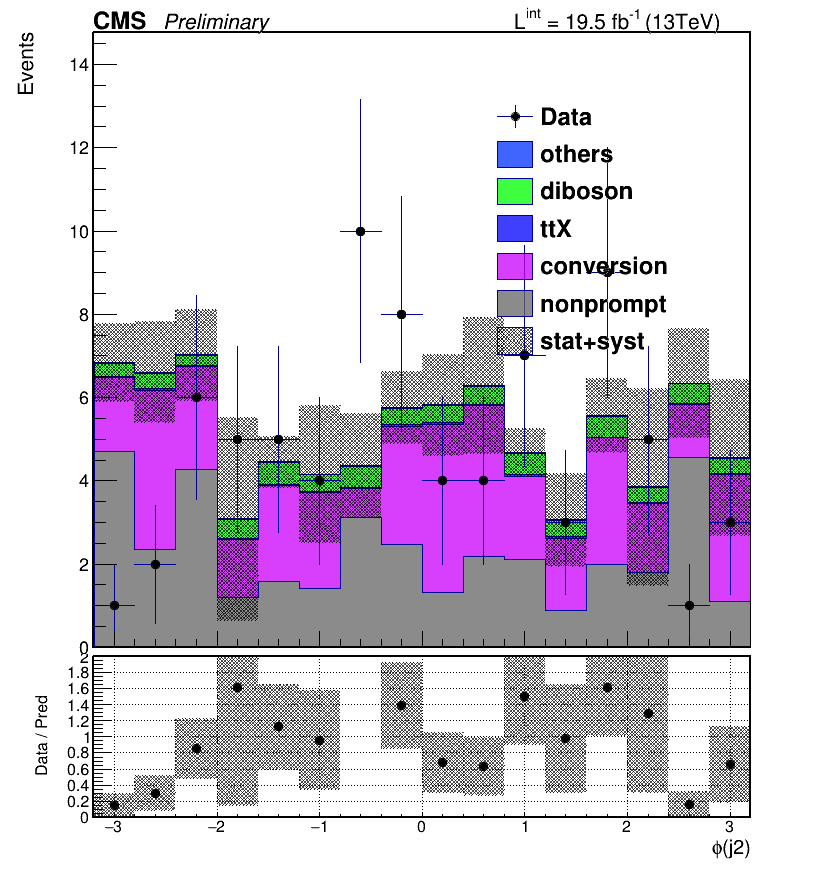 CMS Preliminary L^int = 19.5 fb^-1 (13TeV)
Events
14
12
10
8
6
4
2
0
Data
others
diboson
ttX
conversion
nonprompt
stat+syst
Data / Pred
2
1.8
1.6
1.4
1.2
1
0.8
0.6
0.4
0.2
0
−3 −2 −1 0 1 2 3
ϕ(j2)